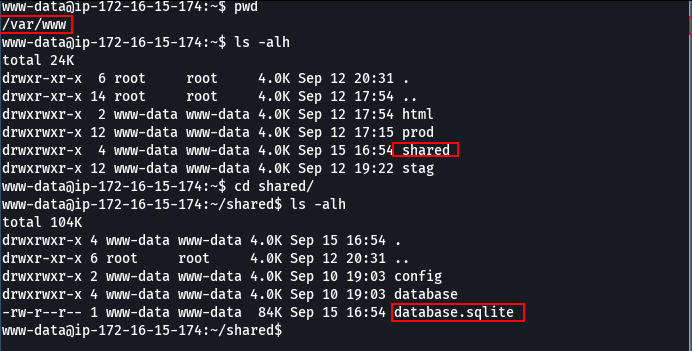 www-data@ip-172-16-15-174:~$ pwd
/var/www
www-data@ip-172-16-15-174:~$ ls -alh
total 24K
drwxr-xr-x  6 root     root     4.0K Sep 12 20:31 .
drwxr-xr-x 14 root     root     4.0K Sep 12 17:54 ..
drwxrwxr-x  2 www-data www-data 4.0K Sep 12 17:54 html
drwxrwxr-x 12 www-data www-data 4.0K Sep 12 17:15 prod
drwxrwxr-x  4 www-data www-data 4.0K Sep 15 16:54 shared
drwxrwxr-x 12 www-data www-data 4.0K Sep 12 19:22 stag
www-data@ip-172-16-15-174:~$ cd shared/
www-data@ip-172-16-15-174:~/shared$ ls -alh
total 104K
drwxrwxr-x 4 www-data www-data 4.0K Sep 15 16:54 .
drwxr-xr-x 6 root     root     4.0K Sep 12 20:31 ..
drwxrwxr-x 2 www-data www-data 4.0K Sep 10 19:03 config
drwxrwxr-x 4 www-data www-data 4.0K Sep 10 19:03 database
-rw-r--r-- 1 www-data www-data  84K Sep 15 16:54 database.sqlite
www-data@ip-172-16-15-174:~/shared$